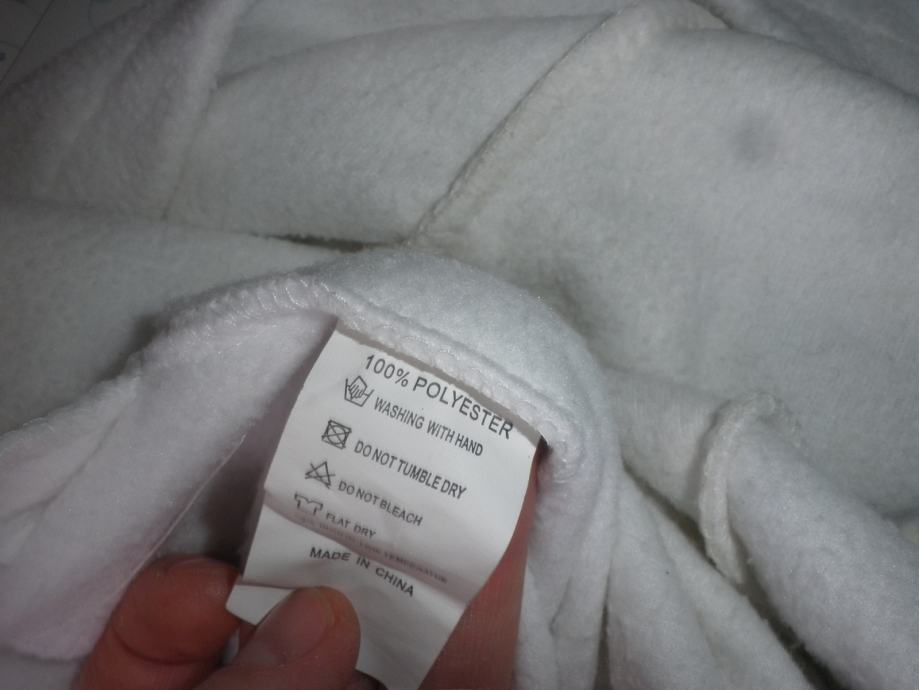 100% POLYESTER
WASHING WITH HAND
DO NOT TUMBLE DRY
DO NOT BLEACH
FLAT DRY
MADE IN CHINA